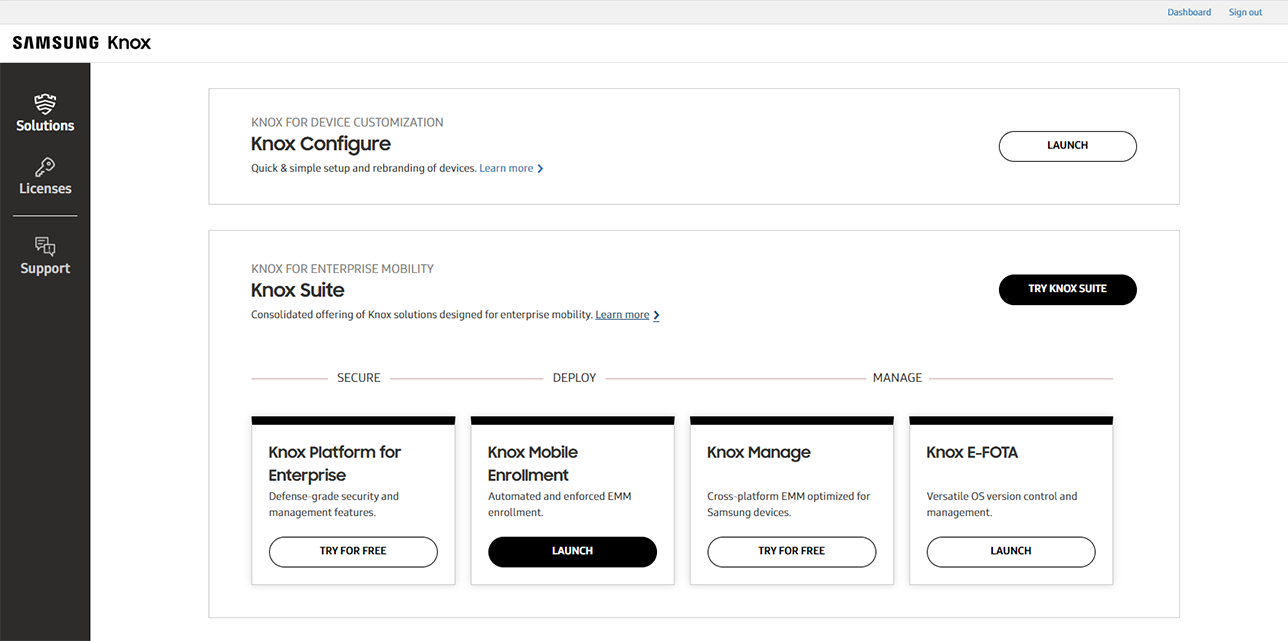 Dashboard Sign out
SAMSUNG Knox
Solutions
Licenses
Support
KNOX FOR DEVICE CUSTOMIZATION
Knox Configure
Quick & simple setup and rebranding of devices. Learn more
LAUNCH
KNOX FOR ENTERPRISE MOBILITY
Knox Suite
Consolidated offering of Knox solutions designed for enterprise mobility. Learn more
TRY KNOX SUITE
SECURE DEPLOY MANAGE
Knox Platform for
Enterprise
Defense-grade security and
management features.
TRY FOR FREE
Knox Mobile
Enrollment
Automated and enforced EMM
enrollment.
LAUNCH
Knox Manage
Cross-platform EMM optimized for
Samsung devices.
TRY FOR FREE
Knox E-FOTA
Versatile OS version control and
management.
LAUNCH